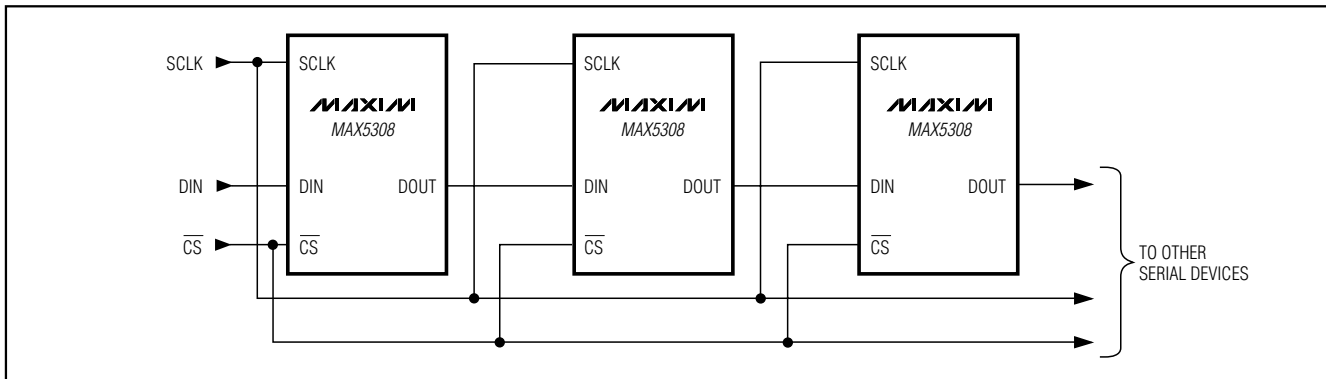 SCLK
SCLK
MAXIM
MAX5308
DIN
DIN
DOUT
CS
CS
SCLK
MAXIM
MAX5308
DIN
DOUT
CS
SCLK
MAXIM
MAX5308
DIN
DOUT
CS
TO OTHER
SERIAL DEVICES